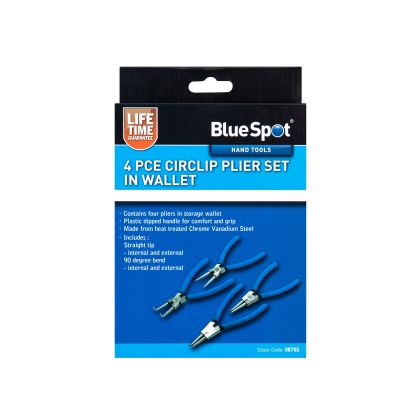 LIFE
TIME
GUARANTEE
BlueSpot
HAND TOOLS
4 PCE CIRCLIP PLIER SET
IN WALLET
- Contains four pliers in storage wallet
- Plastic dipped handle for comfort and grip
- Made from heat treated Chrome Vanadium Steel
- Includes :
Straight tip
- internal and external
90 degree bend
- internal and external
Stock Code: 08702